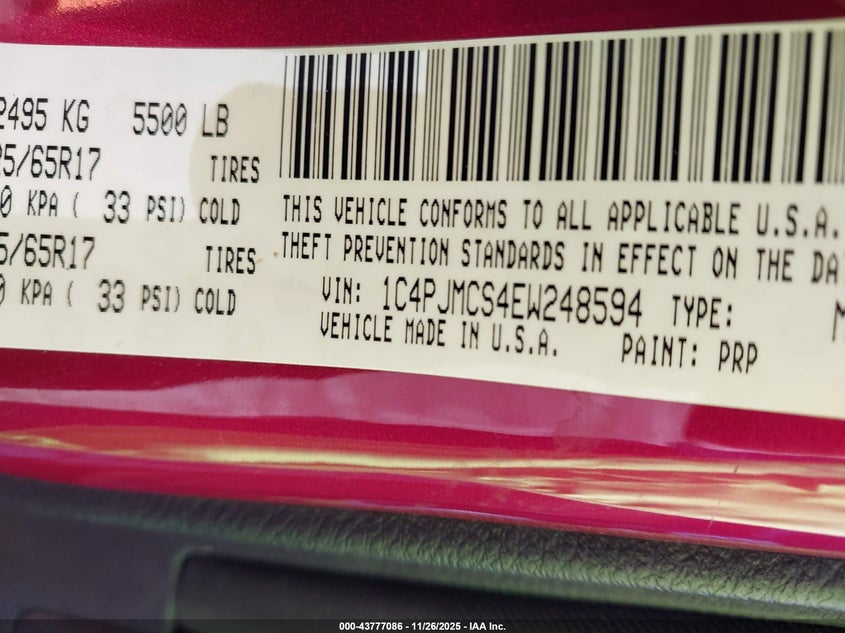 2495 KG 5500 LB
25/65R17 TIRES
0 KPA ( 33 PSI) COLD
5/65R17 TIRES
0 KPA ( 33 PSI) COLD
THIS VEHICLE CONFORMS TO ALL APPLICABLE U.S.A.
THEFT PREVENTION STANDARDS IN EFFECT ON THE DA
VIN: 1C4PJMCS4EW248594 TYPE: M
VEHICLE MADE IN U.S.A. PAINT: PRP
000-43777086 - 11/26/2025 - IAA Inc.